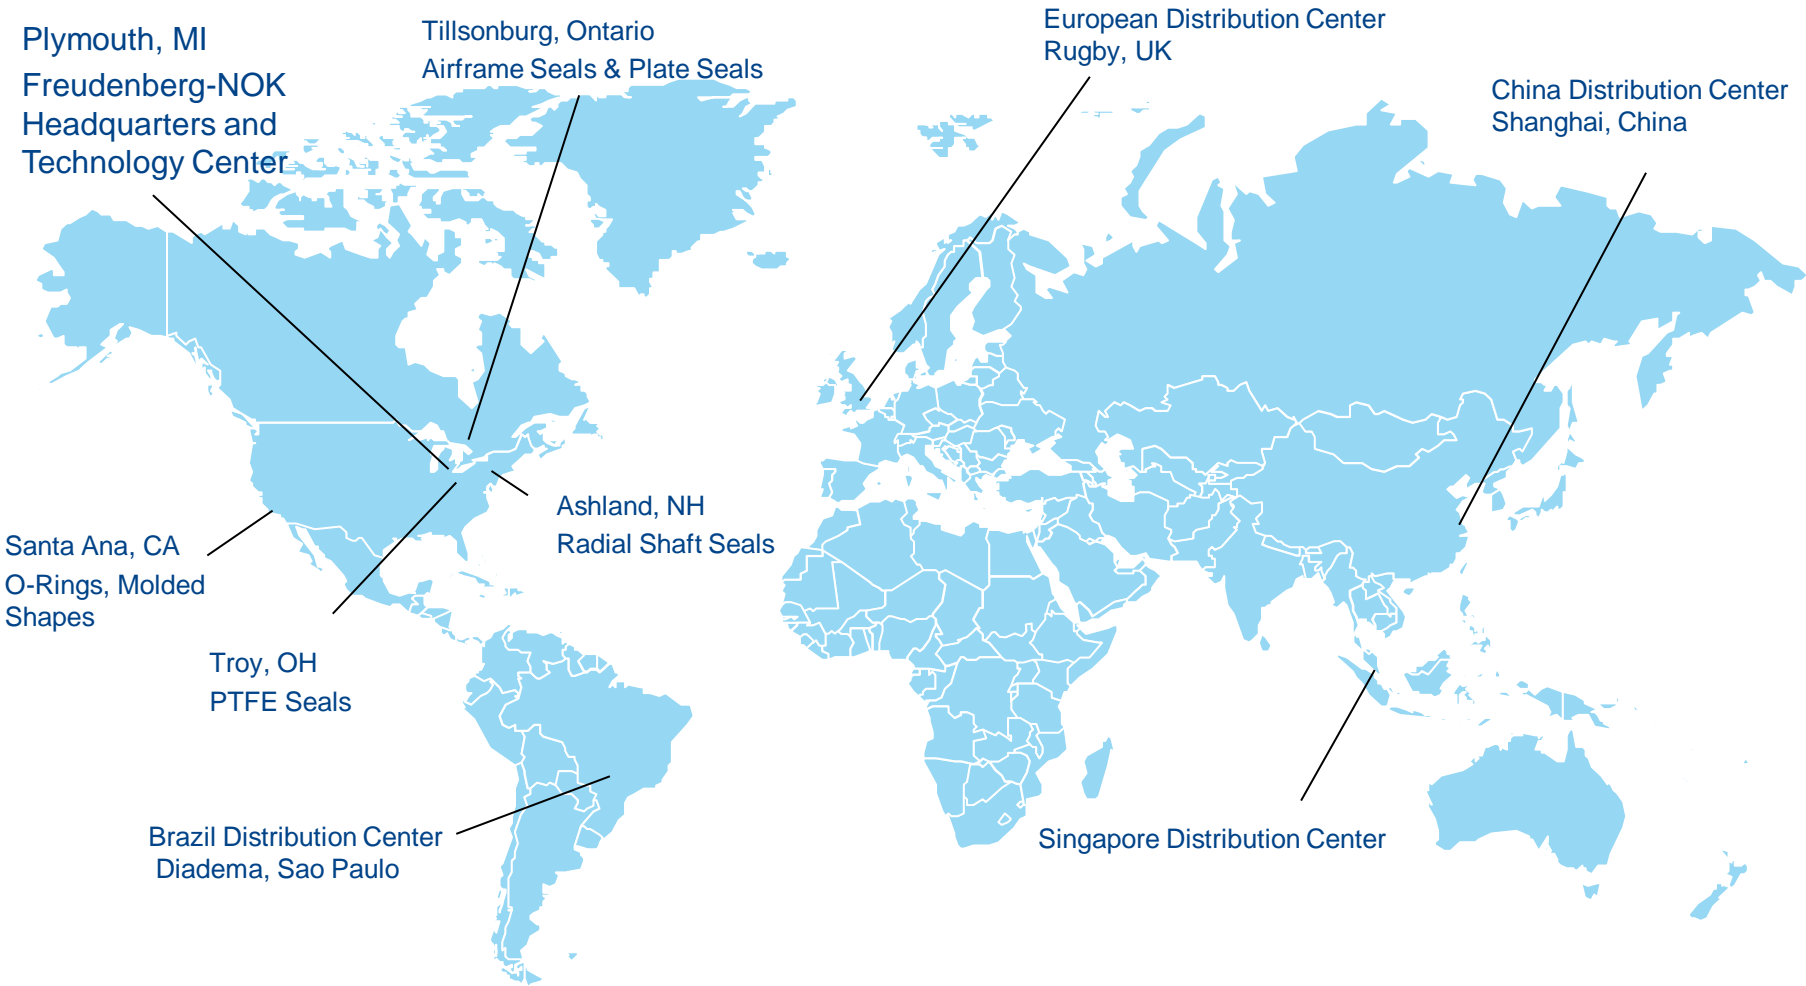 Plymouth, MI
Freudenberg-NOK
Headquarters and
Technology Center
Tillsonburg, Ontario
Airframe Seals & Plate Seals
European Distribution Center
Rugby, UK
China Distribution Center
Shanghai, China
Ashland, NH
Radial Shaft Seals
Santa Ana, CA
O-Rings, Molded
Shapes
Troy, OH
PTFE Seals
Brazil Distribution Center
Diadema, Sao Paulo
Singapore Distribution Center